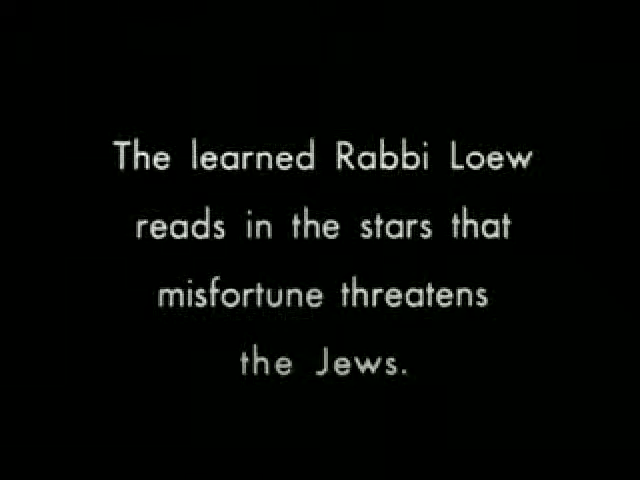 The learned Rabbi Loew
reads in the stars that
misfortune threatens
the Jews.